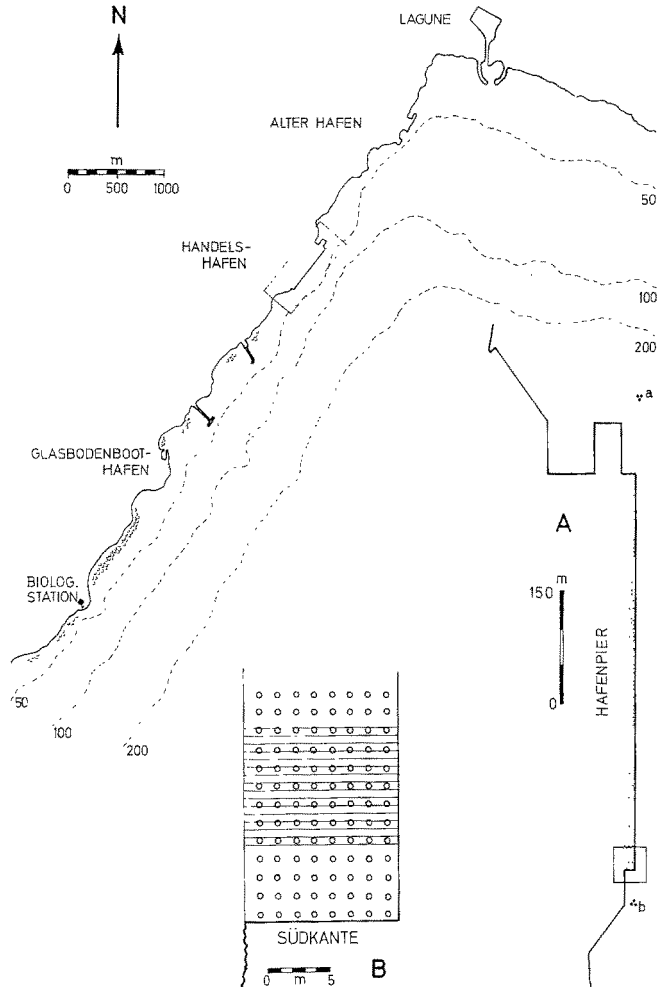 N
LAGUNE
ALTER HAFEN
m
0 500 1000
50
HANDELS-
HAFEN
100
200
a
GLASBODENBOOT-
HAFEN
A
BIOLOG.
STATION
150 m
0
HAFENPIER
50
100
200
b
SÜDKANTE
0 m 5
B